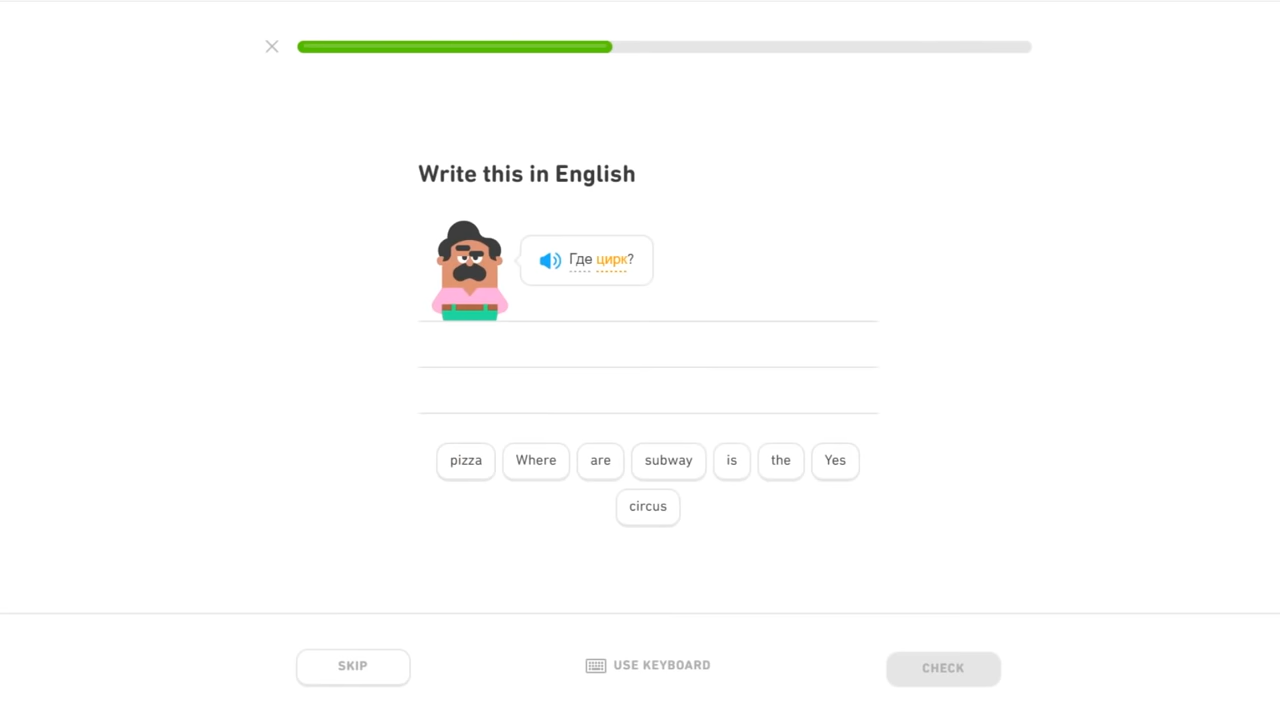 Write this in English
Где цирк?
pizza Where are subway is the Yes
circus
SKIP USE KEYBOARD CHECK